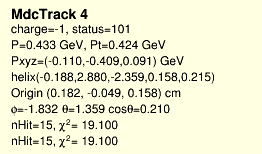 MdcTrack 4
charge=-1, status=101
P=0.433 GeV, Pt=0.424 GeV
Pxyz=(-0.110,-0.409,0.091) GeV
helix(-0.188,2.880,-2.359,0.158,0.215)
Origin (0.182, -0.049, 0.158) cm
ϕ=-1.832 θ=1.359 cosθ=0.210
nHit=15, χ²= 19.100
nHit=15, χ²= 19.100